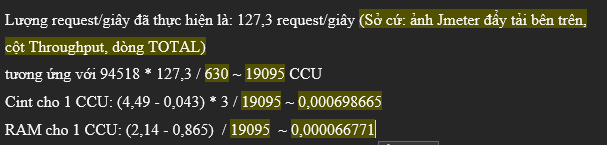 Lượng request/giây đã thực hiện là: 127,3 request/giây (Sở cứ: ảnh Jmeter đẩy tải bên trên,
cột Throughput, dòng TOTAL)
tương ứng với 94518 * 127,3 / 630 ~ 19095 CCU
Cint cho 1 CCU: (4,49 - 0,043) * 3 / 19095 ~ 0,000698665
RAM cho 1 CCU: (2,14 - 0,865)  / 19095  ~ 0,000066771